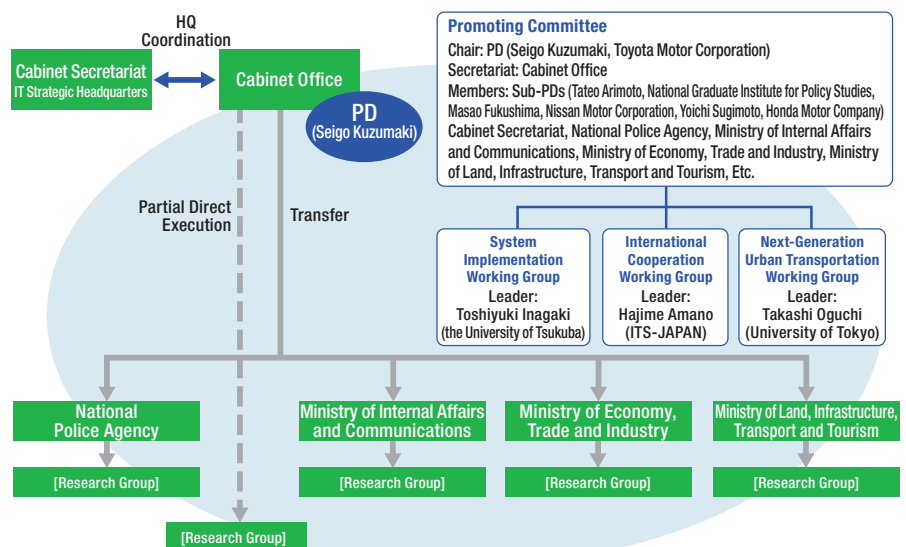 HQ
Coordination
Cabinet Secretariat
IT Strategic Headquarters
Cabinet Office
PD
(Seigo Kuzumaki)
Promoting Committee
Chair: PD (Seigo Kuzumaki, Toyota Motor Corporation)
Secretariat: Cabinet Office
Members: Sub-PDs (Tateo Arimoto, National Graduate Institute for Policy Studies,
Masao Fukushima, Nissan Motor Corporation, Yoichi Sugimoto, Honda Motor Company)
Cabinet Secretariat, National Police Agency, Ministry of Internal Affairs
and Communications, Ministry of Economy, Trade and Industry, Ministry
of Land, Infrastructure, Transport and Tourism, Etc.
Partial Direct
Execution
Transfer
System
Implementation
Working Group
Leader:
Toshiyuki Inagaki
(the University of Tsukuba)
International
Cooperation
Working Group
Leader:
Hajime Amano
(ITS-JAPAN)
Next-Generation
Urban Transportation
Working Group
Leader:
Takashi Oguchi
(University of Tokyo)
National
Police Agency
Ministry of Internal Affairs
and Communications
Ministry of Economy,
Trade and Industry
Ministry of Land, Infrastructure,
Transport and Tourism
[Research Group]
[Research Group]
[Research Group]
[Research Group]
[Research Group]